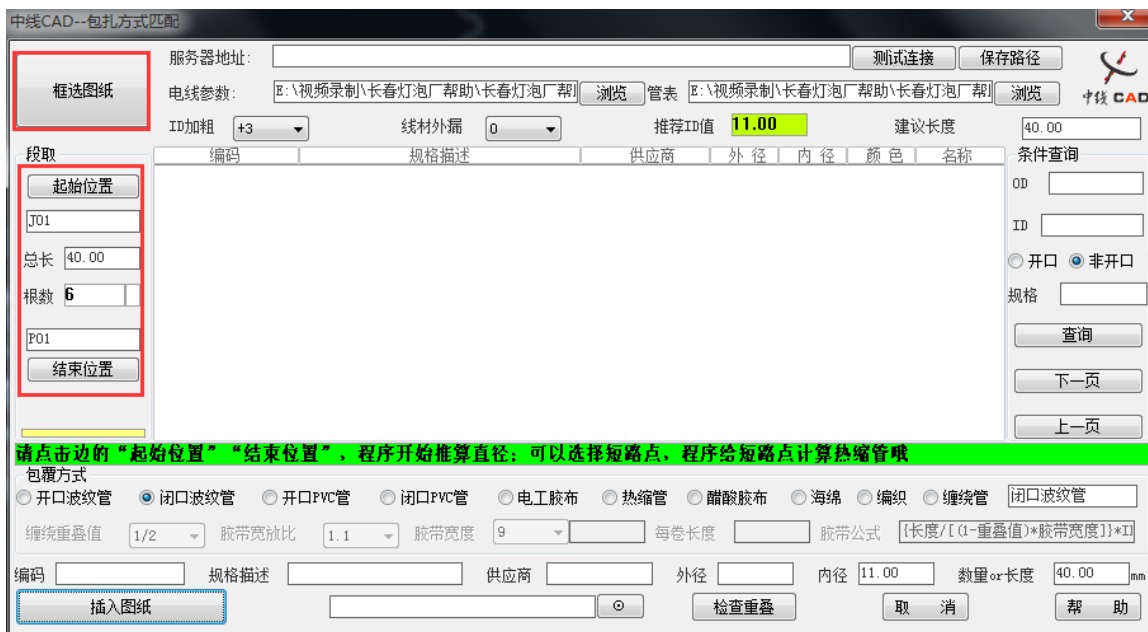 中线CAD--包扎方式匹配
框选图纸
服务器地址:
测试连接 保存路径
电线参数: E:\视频录制\长春灯泡厂帮助\长春灯泡厂帮 浏览 管表 E:\视频录制\长春灯泡厂帮助\长春灯泡厂帮 浏览
中线 CAD
ID加粗 +3 线材外漏 0 推荐ID值 11.00 建议长度 40.00
段取
编码 规格描述 供应商 外 径 内 径 颜 色 名称
条件查询
起始位置
OD
J01
ID
总长 40.00
开口 非开口
根数 6
规格
P01
查询
结束位置
下一页
上一页
请点击边的“起始位置”“结束位置”,程序开始推算直径;可以选择短路点,程序给短路点计算热缩管哦
包覆方式
开口波纹管 闭口波纹管 开口PVC管 闭口PVC管 电工胶布 热缩管 醋酸胶布 海绵 编织 缠绕管 闭口波纹管
缠绕重叠值 1/2 胶带宽放比 1.1 胶带宽度 9 每卷长度 胶带公式 {长度/[(1-重叠值)*胶带宽度]}*
编码 规格描述 供应商 外径 内径 11.00 数量or长度 40.00 mm
插入图纸 检查重叠 取 消 帮 助